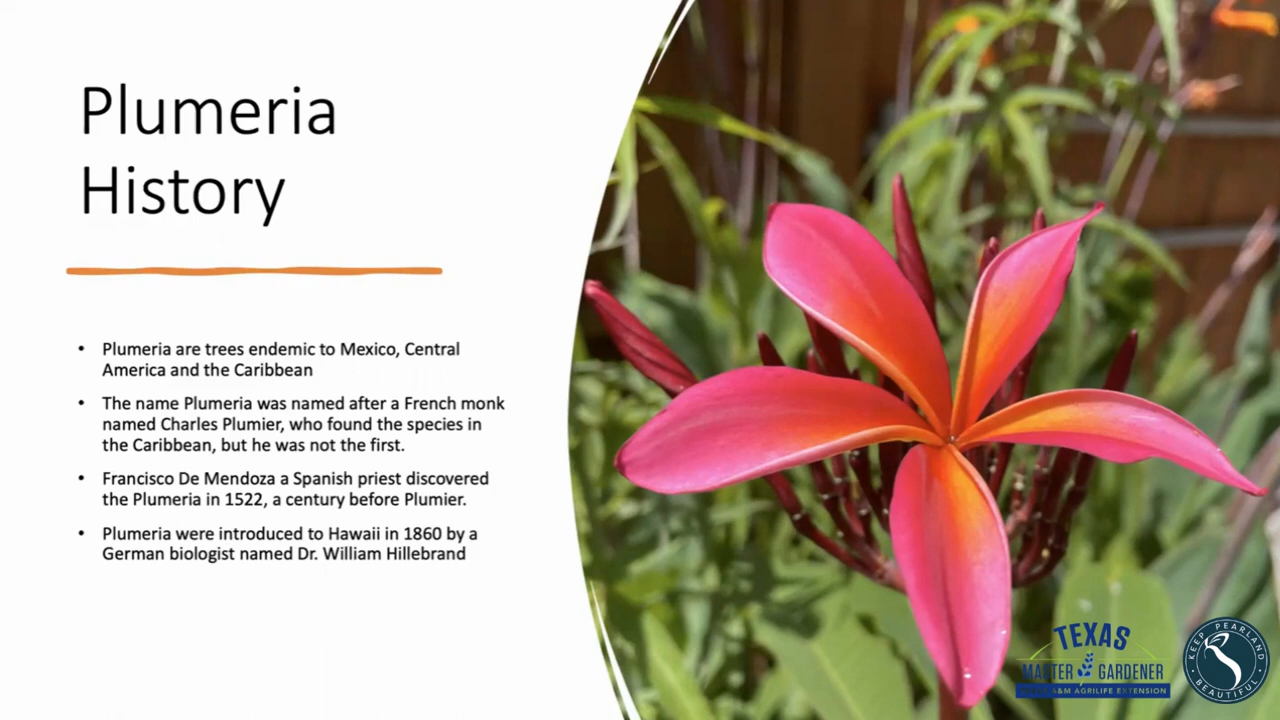 Plumeria
History
• Plumeria are trees endemic to Mexico, Central
America and the Caribbean
• The name Plumeria was named after a French monk
named Charles Plumier, who found the species in
the Caribbean, but he was not the first.
• Francisco De Mendoza a Spanish priest discovered
the Plumeria in 1522, a century before Plumier.
• Plumeria were introduced to Hawaii in 1860 by a
German biologist named Dr. William Hillebrand
TEXAS
MASTER GARDENER
A&M AGRILIFE EXTENSION
KEEP PEARLAND
BEAUTIFUL